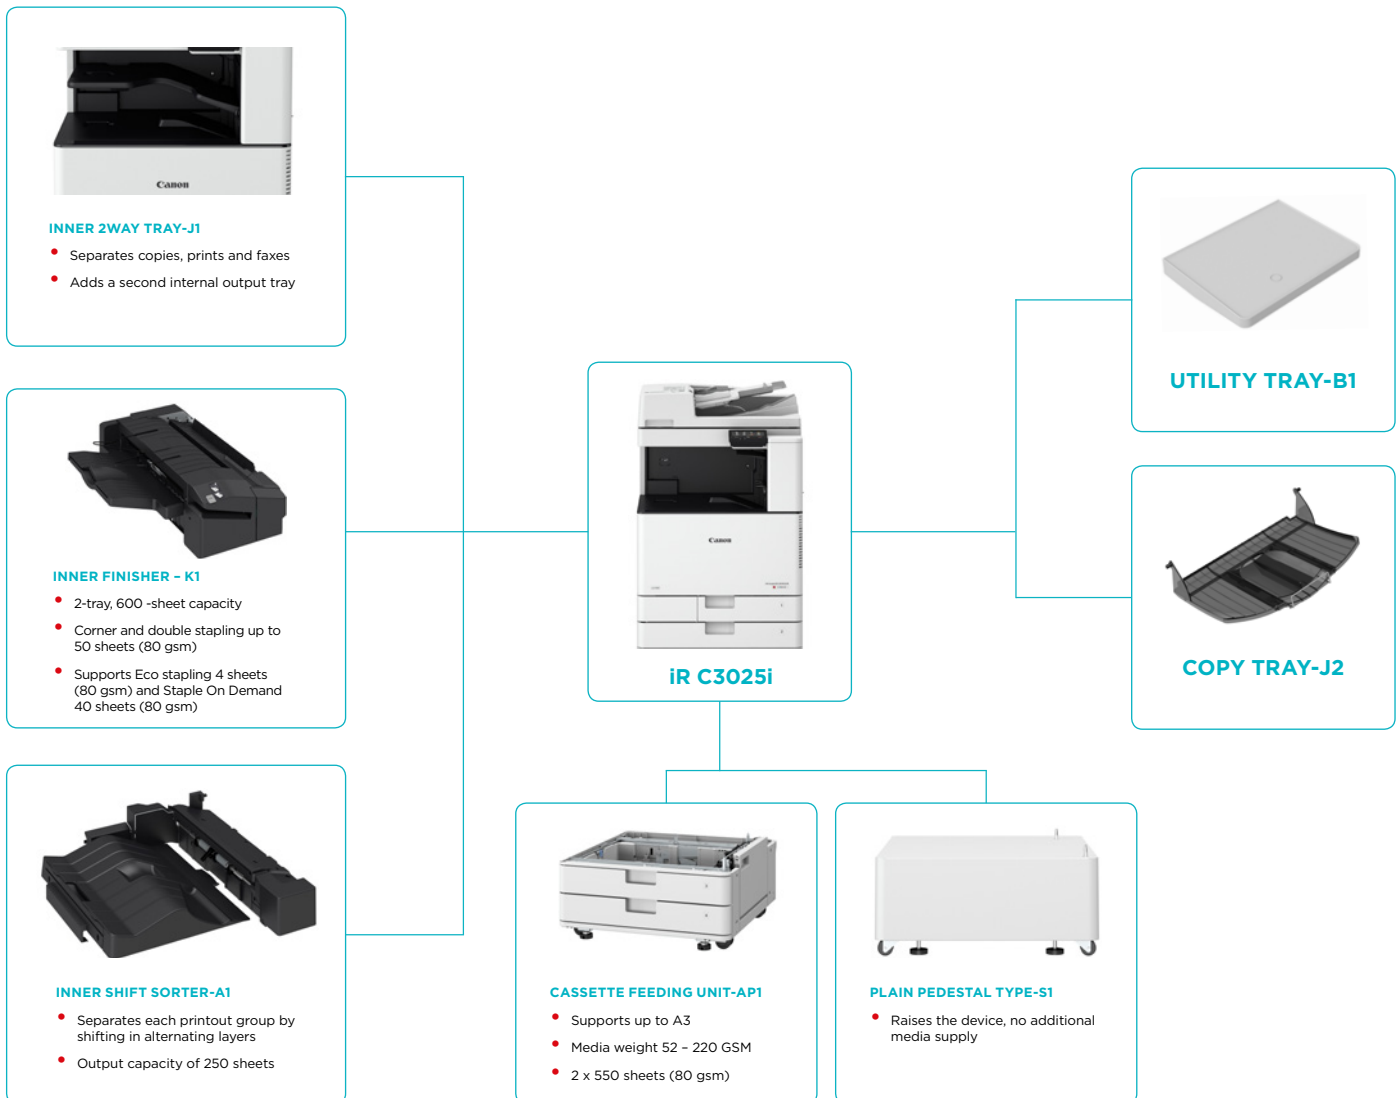 Canon
INNER 2WAY TRAY-J1
• Separates copies, prints and faxes
• Adds a second internal output tray
INNER FINISHER – K1
• 2-tray, 600 -sheet capacity
• Corner and double stapling up to
50 sheets (80 gsm)
• Supports Eco stapling 4 sheets
(80 gsm) and Staple On Demand
40 sheets (80 gsm)
INNER SHIFT SORTER-A1
• Separates each printout group by
shifting in alternating layers
• Output capacity of 250 sheets
Canon
iR C3025i
CASSETTE FEEDING UNIT-AP1
• Supports up to A3
• Media weight 52 – 220 GSM
• 2 x 550 sheets (80 gsm)
PLAIN PEDESTAL TYPE-S1
• Raises the device, no additional
media supply
UTILITY TRAY-B1
COPY TRAY-J2